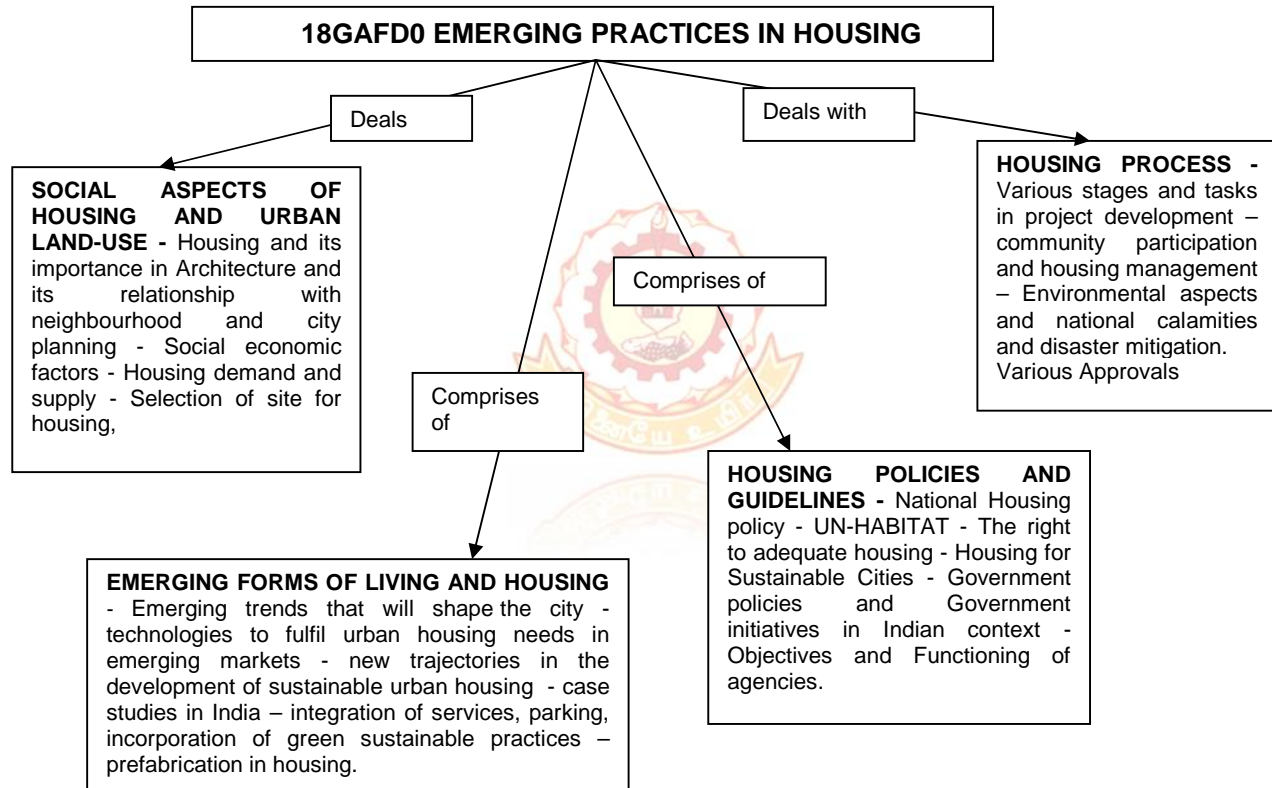 18GAFD0 EMERGING PRACTICES IN HOUSING
Deals
Deals with
SOCIAL ASPECTS OF
HOUSING AND URBAN
LAND-USE - Housing and its
importance in Architecture and
its relationship with
neighbourhood and city
planning - Social economic
factors - Housing demand and
supply - Selection of site for
housing,
HOUSING PROCESS -
Various stages and tasks
in project development –
community participation
and housing management
– Environmental aspects
and national calamities
and disaster mitigation.
Various Approvals
Comprises of
Comprises
of
HOUSING POLICIES AND
GUIDELINES - National Housing
policy - UN-HABITAT - The right
to adequate housing - Housing for
Sustainable Cities - Government
policies and Government
initiatives in Indian context -
Objectives and Functioning of
agencies.
EMERGING FORMS OF LIVING AND HOUSING
- Emerging trends that will shape the city -
technologies to fulfil urban housing needs in
emerging markets - new trajectories in the
development of sustainable urban housing - case
studies in India – integration of services, parking,
incorporation of green sustainable practices –
prefabrication in housing.